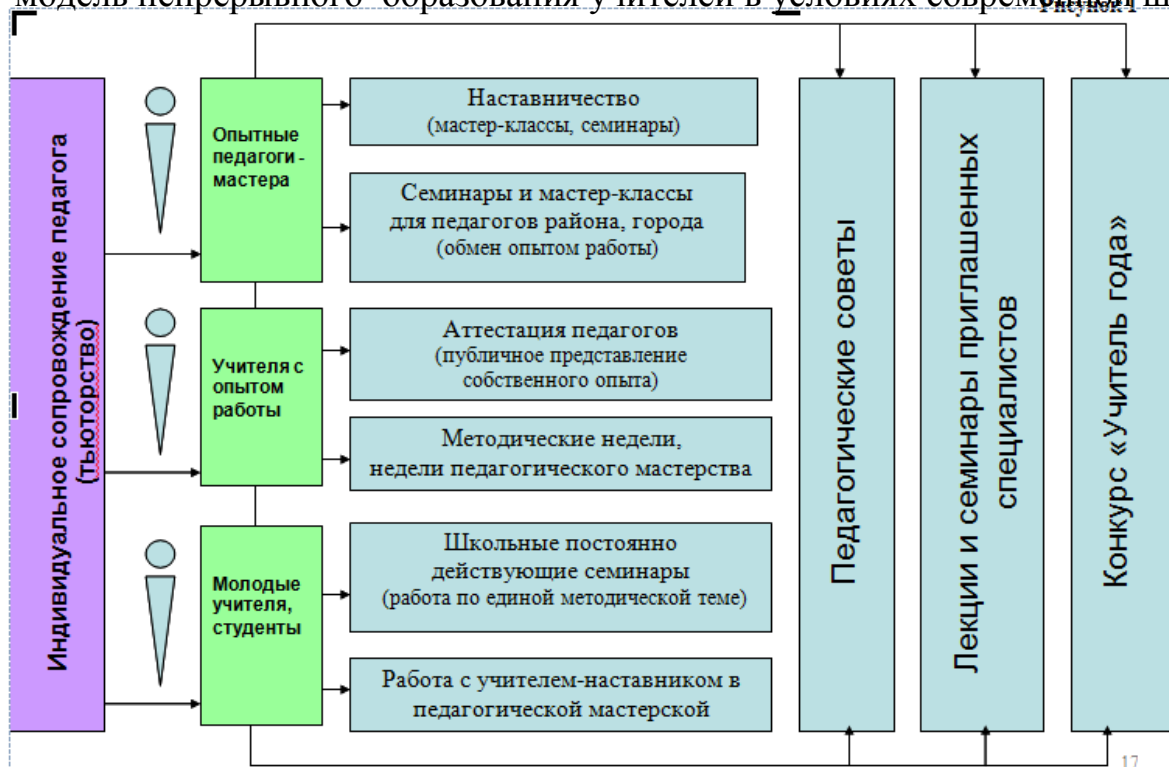 модель непрерывного образования учителей в условиях
Рисунок 1
Индивидуальное сопровождение педагога
(тьюторство)
Опытные
педагоги -
мастера
Наставничество
(мастер-классы, семинары)
Семинары и мастер-классы
для педагогов района, города
(обмен опытом работы)
Учителя с
опытом
работы
Аттестация педагогов
(публичное представление
собственного опыта)
Методические недели,
недели педагогического мастерства
Молодые
учителя,
студенты
Школьные постоянно
действующие семинары
(работа по единой методической теме)
Работа с учителем-наставником в
педагогической мастерской
Педагогические советы
Лекции и семинары приглашенных
специалистов
Конкурс «Учитель года»
17